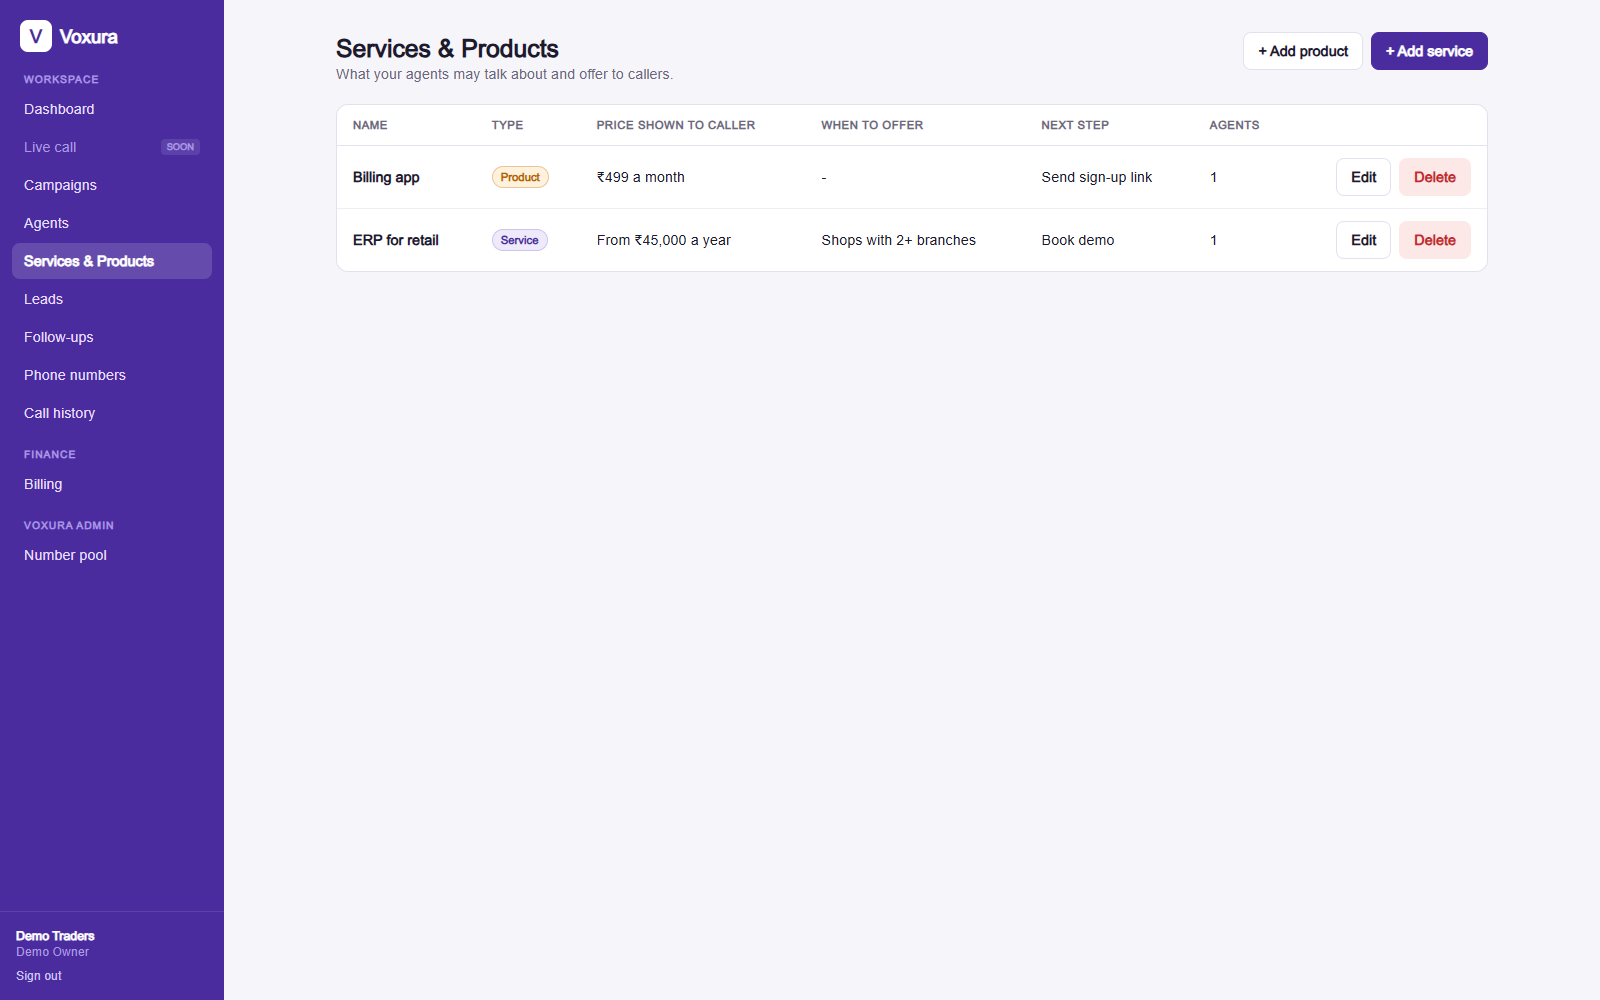 V Voxura
WORKSPACE
Dashboard
Live call SOON
Campaigns
Agents
Services & Products
Leads
Follow-ups
Phone numbers
Call history
FINANCE
Billing
VOXURA ADMIN
Number pool
Demo Traders
Demo Owner
Sign out
Services & Products
What your agents may talk about and offer to callers.
+ Add product + Add service
NAME TYPE PRICE SHOWN TO CALLER WHEN TO OFFER NEXT STEP AGENTS
Billing app Product ₹499 a month - Send sign-up link 1 Edit Delete
ERP for retail Service From ₹45,000 a year Shops with 2+ branches Book demo 1 Edit Delete